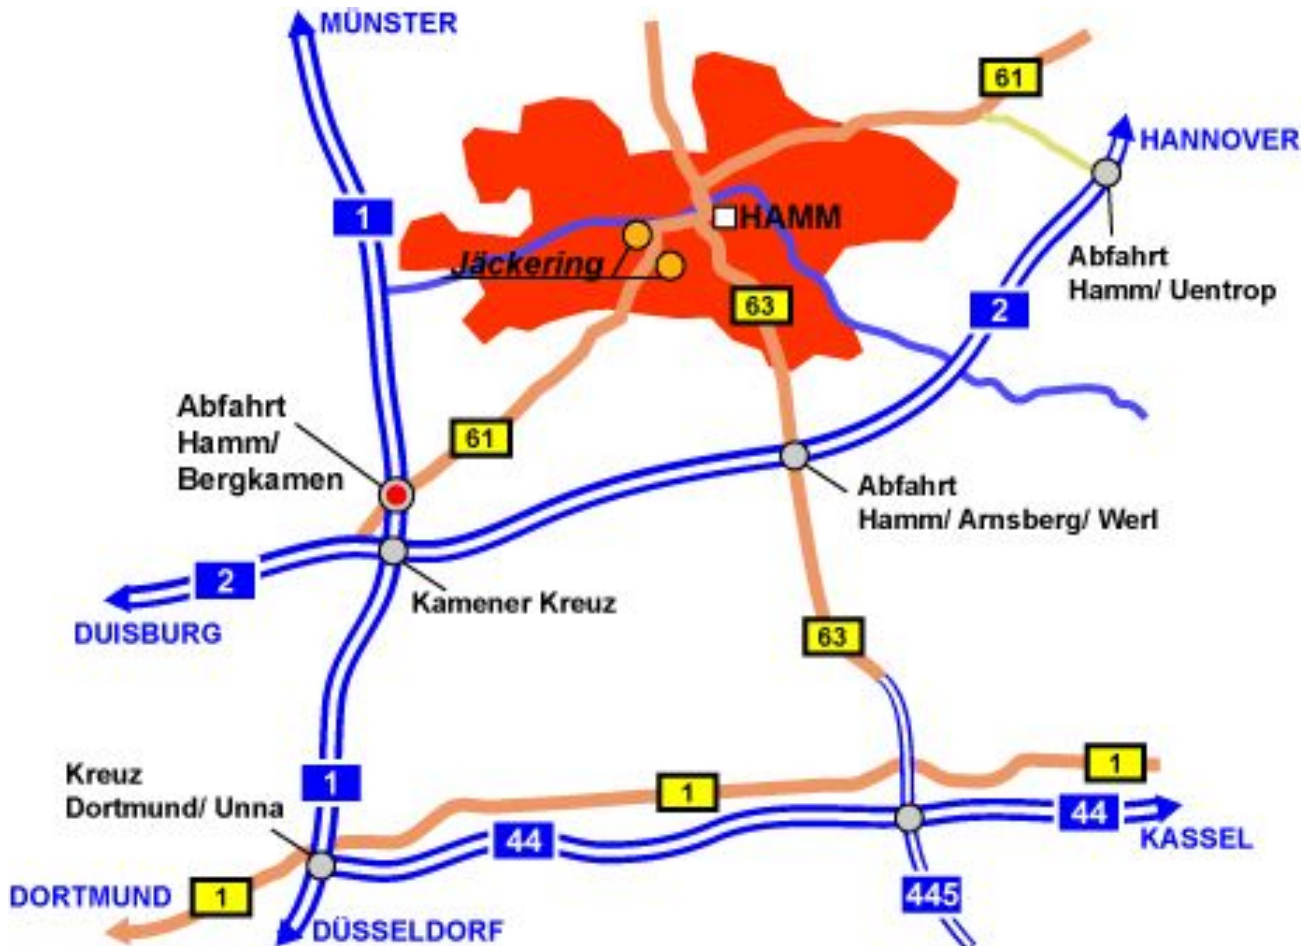 MÜNSTER
61
HANNOVER
1
HAMM
Abfahrt
Hamm/ Uentrop
Jäckering
63
2
Abfahrt
Hamm/
Bergkamen
61
Abfahrt
Hamm/ Arnsberg/ Werl
2
Kamener Kreuz
DUISBURG
63
Kreuz
Dortmund/ Unna
1
1
1
44
44
KASSEL
DORTMUND
1
445
DÜSSELDORF